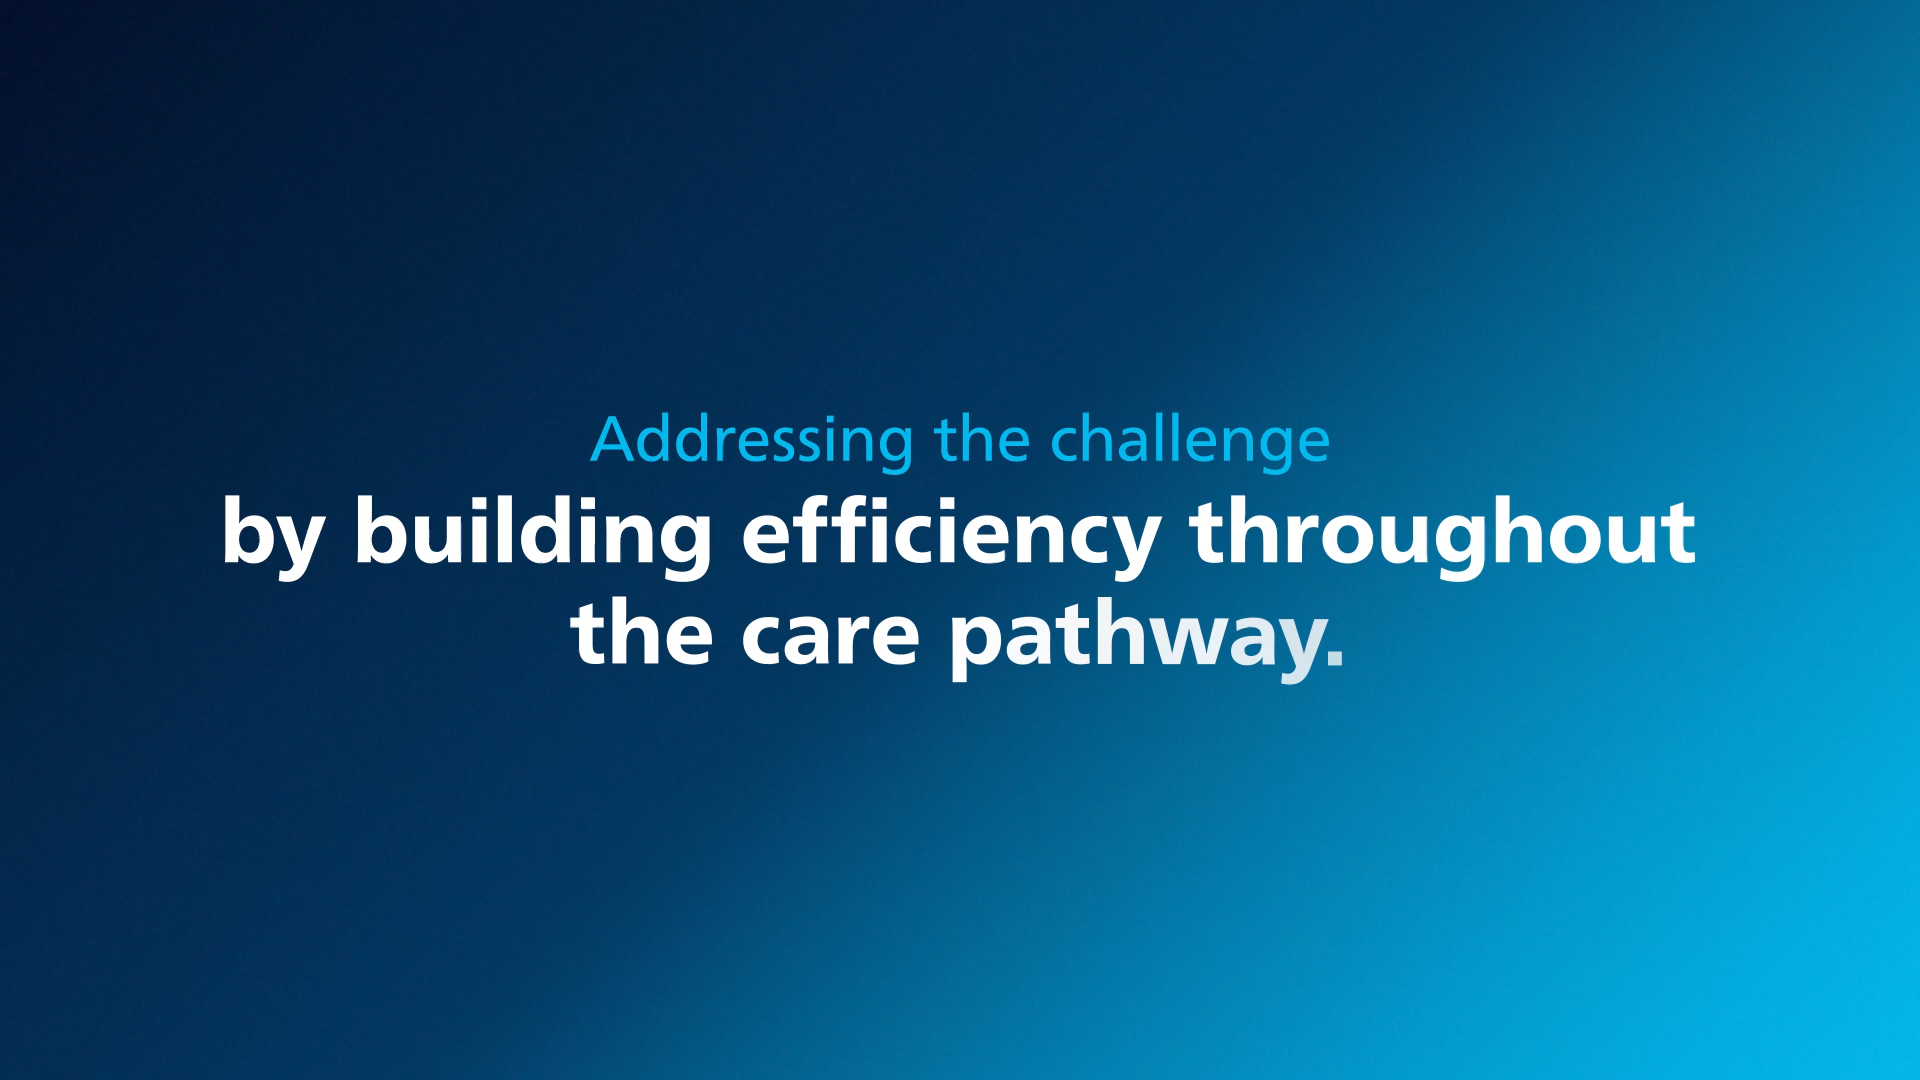 Addressing the challenge
by building efficiency throughout
the care pathway.